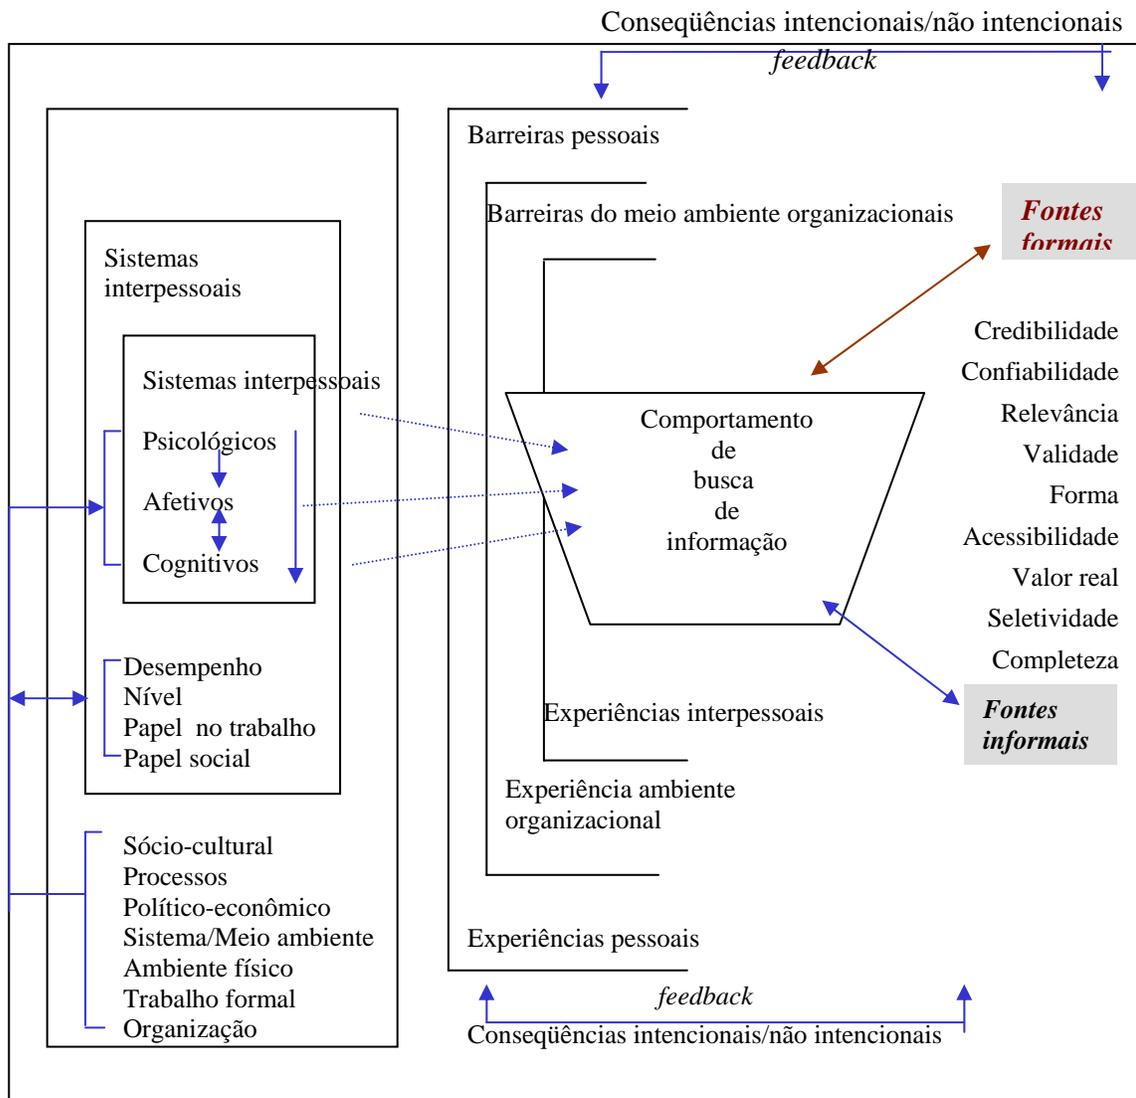 Conseqüências intencionais/não intencionais
feedback
Barreiras pessoais
Barreiras do meio ambiente organizacionais
Fontes
formais
Sistemas
interpessoais
Sistemas interpessoais
Psicológicos
Afetivos
Cognitivos
Comportamento
de
busca
de
informação
Credibilidade
Confiabilidade
Relevância
Validade
Forma
Acessibilidade
Valor real
Seletividade
Completeza
Desempenho
Nível
Papel no trabalho
Papel social
Experiências interpessoais
Fontes
informais
Experiência ambiente
organizacional
Sócio-cultural
Processos
Político-econômico
Sistema/Meio ambiente
Ambiente físico
Trabalho formal
Organização
Experiências pessoais
feedback
Conseqüências intencionais/não intencionais